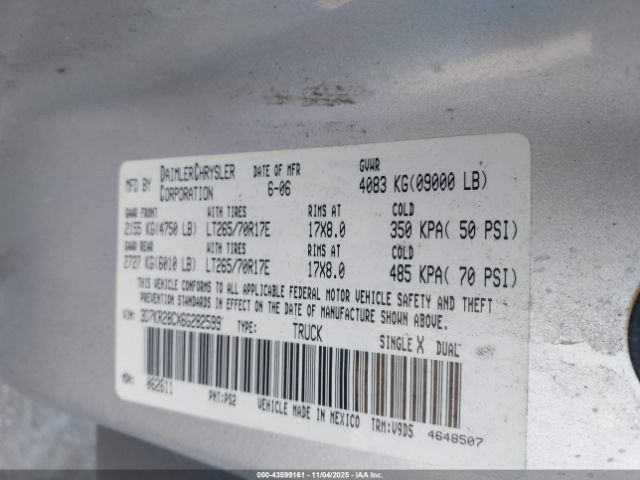 MFD BY DAIMLERCHRYSLER CORPORATION DATE OF MFR 6-06 GVWR 4083 KG(09000 LB)
GAWR FRONT WITH TIRES RIMS AT COLD
2155 KG(4750 LB) LT265/70R17E 17X8.0 350 KPA( 50 PSI)
GAWR REAR WITH TIRES RIMS AT COLD
2727 KG(6010 LB) LT265/70R17E 17X8.0 485 KPA( 70 PSI)
THIS VEHICLE CONFORMS TO ALL APPLICABLE FEDERAL MOTOR VEHICLE SAFETY AND THEFT
PREVENTION STANDARDS IN EFFECT ON THE DATE OF MANUFACTURE SHOWN ABOVE.
VIN: 3D7KR28CX6G282599 TYPE: TRUCK SINGLE X DUAL
MDH: 062611 PNT:PS2 VEHICLE MADE IN MEXICO TRM:V9D5 4648507
000-43599161 - 11/04/2025 - IAA Inc.